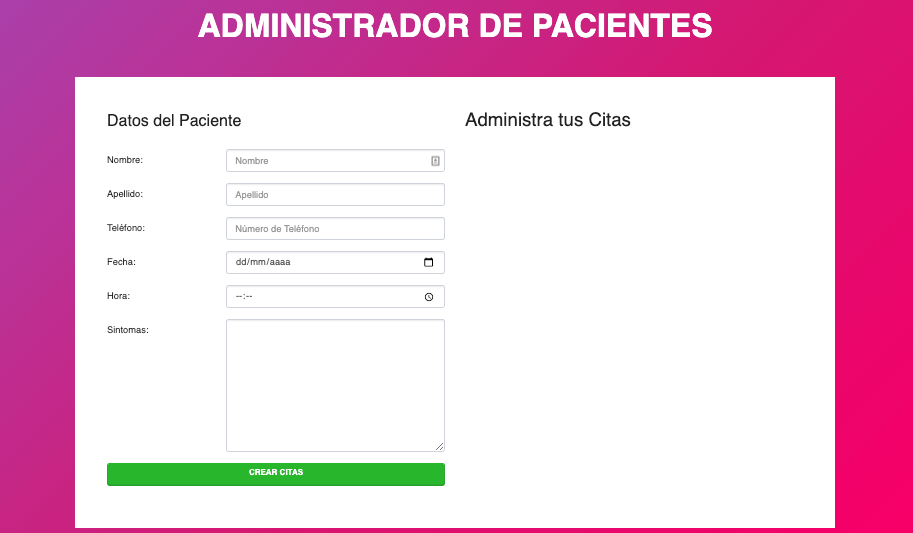 ADMINISTRADOR DE PACIENTES
Datos del Paciente
Administra tus Citas
Nombre: Nombre
Apellido: Apellido
Teléfono: Número de Teléfono
Fecha: dd/mm/aaaa
Hora: --:--
Sintomas:
CREAR CITAS